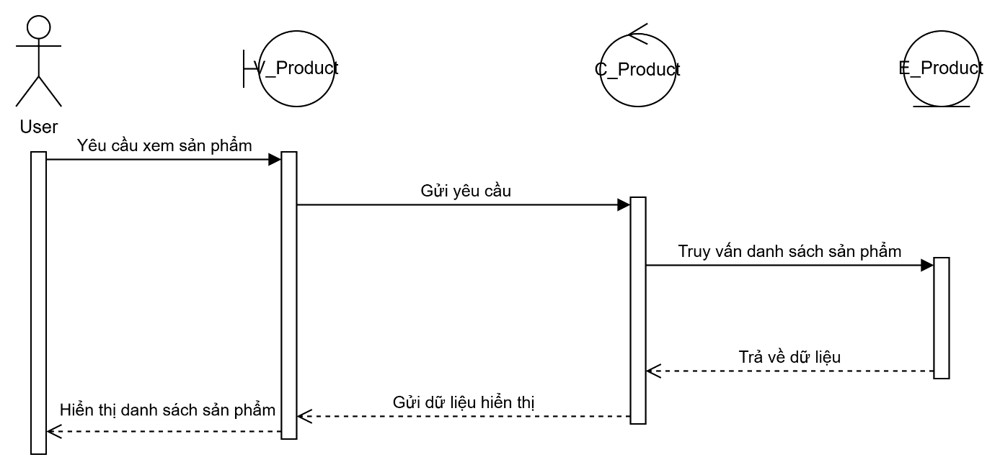 V_Product
C_Product
E_Product
User
Yêu cầu xem sản phẩm
Gửi yêu cầu
Truy vấn danh sách sản phẩm
Trả về dữ liệu
Gửi dữ liệu hiển thị
Hiển thị danh sách sản phẩm